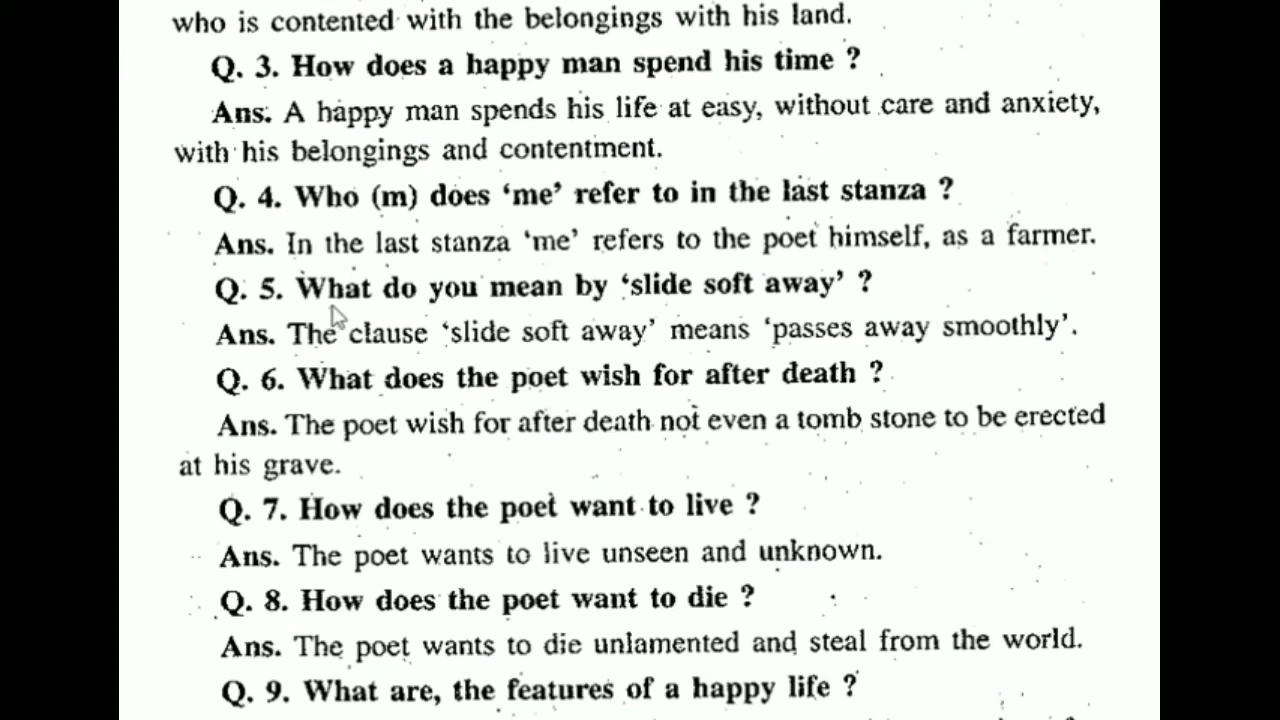 who is contented with the belongings with his land.
Q. 3. How does a happy man spend his time ?
Ans. A happy man spends his life at easy, without care and anxiety,
with his belongings and contentment.
Q. 4. Who (m) does ‘me’ refer to in the last stanza ?
Ans. In the last stanza ‘me’ refers to the poet himself, as a farmer.
Q. 5. What do you mean by ‘slide soft away’ ?
Ans. The clause ‘slide soft away’ means ‘passes away smoothly’.
Q. 6. What does the poet wish for after death ?
Ans. The poet wish for after death not even a tomb stone to be erected
at his grave.
Q. 7. How does the poet want to live ?
Ans. The poet wants to live unseen and unknown.
Q. 8. How does the poet want to die ?
Ans. The poet wants to die unlamented and steal from the world.
Q. 9. What are, the features of a happy life ?